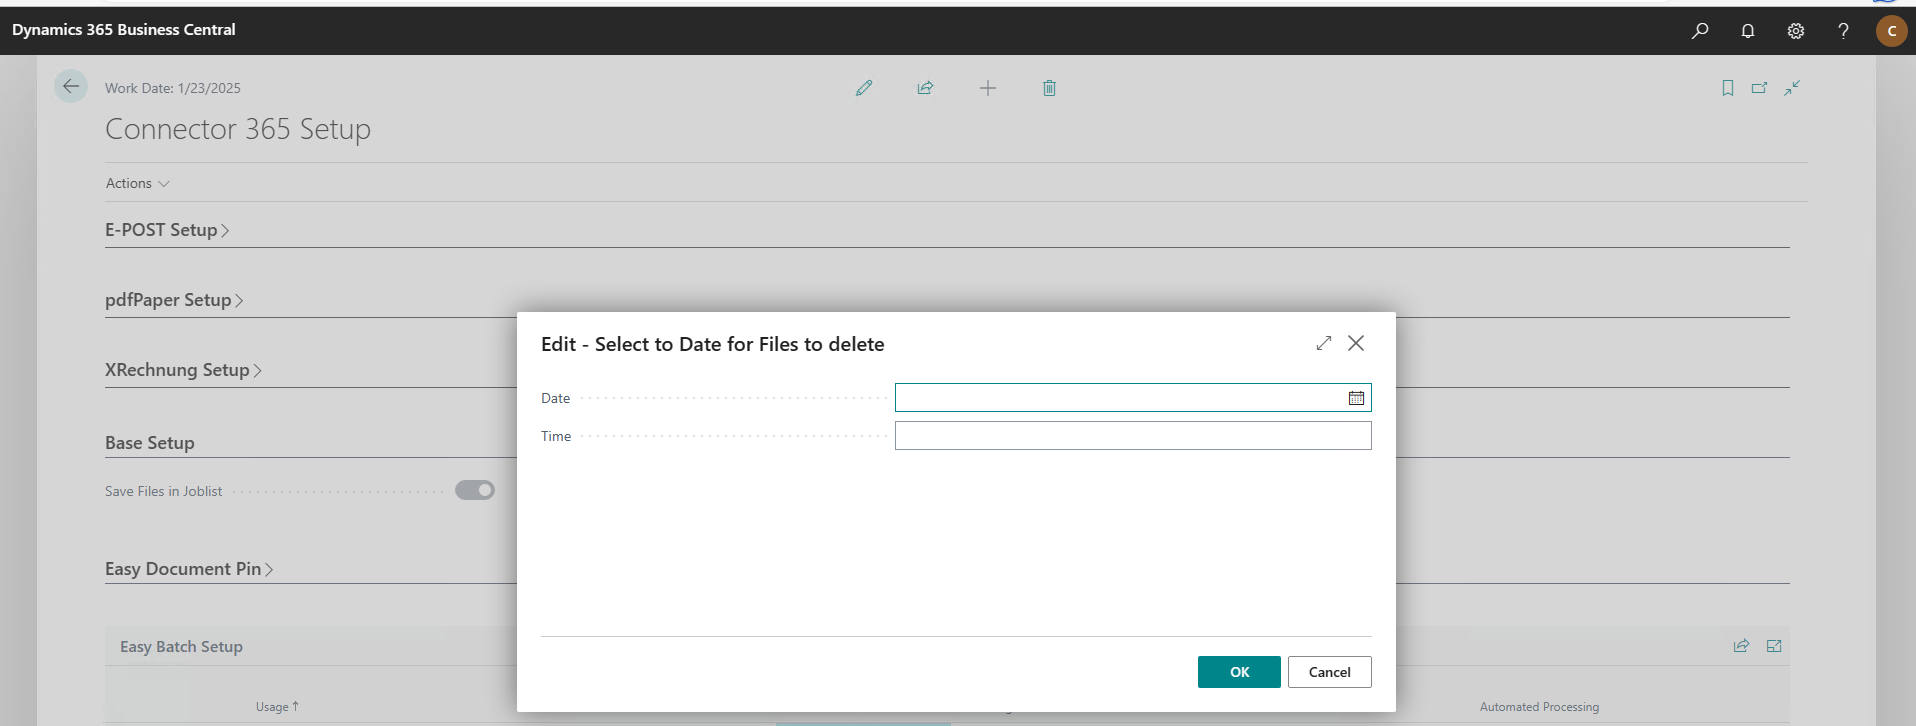 Dynamics 365 Business Central
?
C
Work Date: 1/23/2025
Connector 365 Setup
Actions
E-POST Setup
pdfPaper Setup
XRechnung Setup
Base Setup
Save Files in Joblist
Easy Document Pin
Easy Batch Setup
Usage ↑
Automated Processing
Edit - Select to Date for Files to delete
Date
Time
OK
Cancel